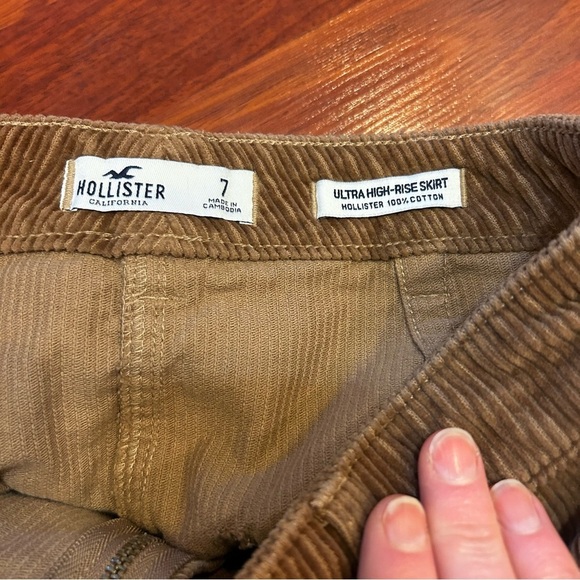 HOLLISTER
CALIFORNIA
7
MADE IN
CAMBODIA
ULTRA HIGH-RISE SKIRT
HOLLISTER 100% COTTON